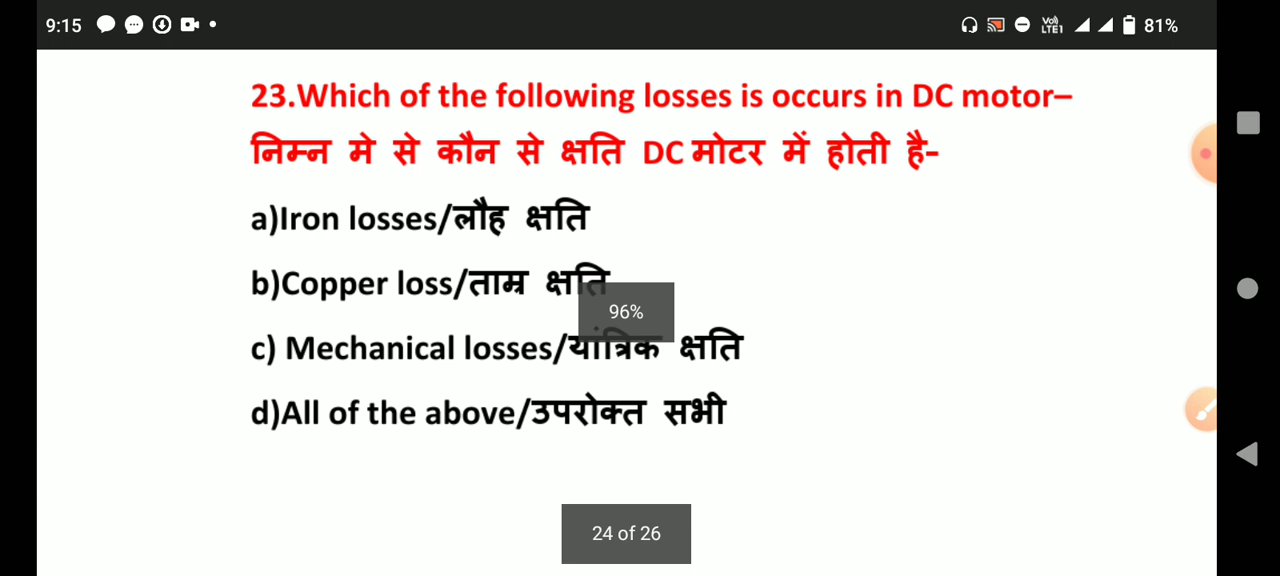 9:15 81%
23.Which of the following losses is occurs in DC motor–
निम्न मे से कौन से क्षति DC मोटर में होती है-
a)Iron losses/लौह क्षति
b)Copper loss/ताम्र क्षति
96%
c) Mechanical losses/यांत्रिक क्षति
d)All of the above/उपरोक्त सभी
24 of 26